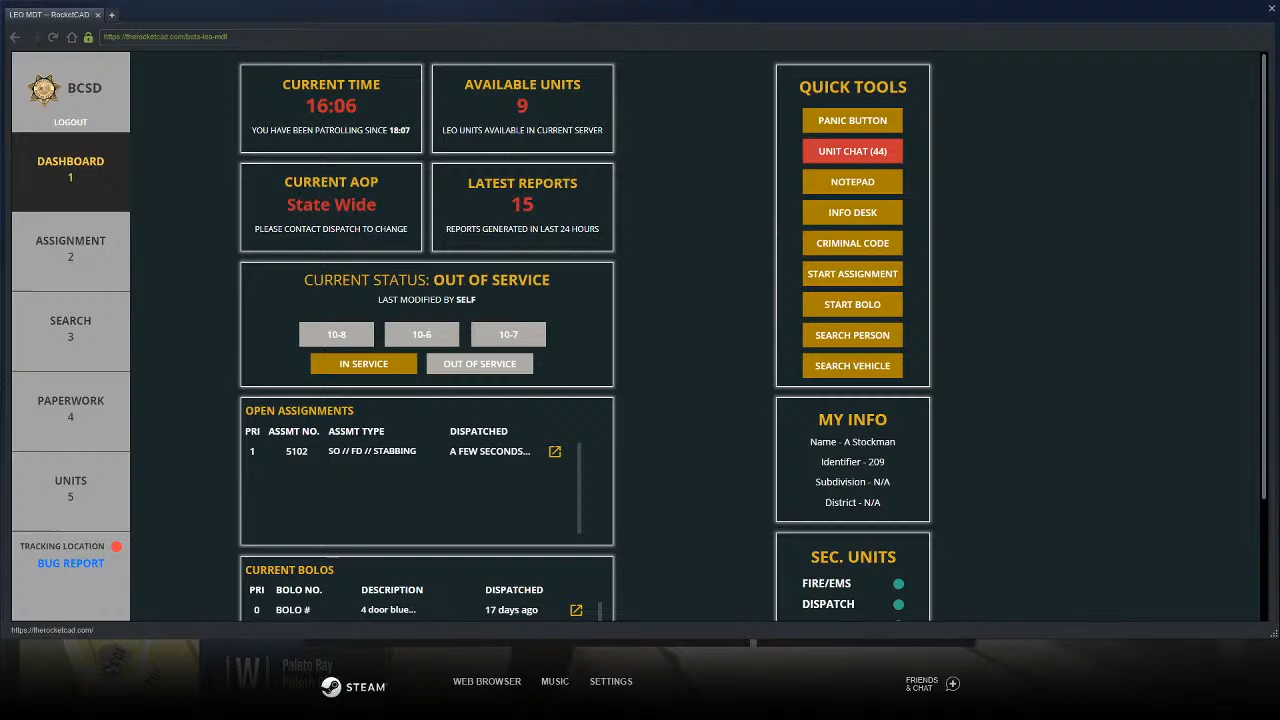 LEO MDT — RocketCAD
https://therocketcad.com/beta-leo-mdt
BCSD
LOGOUT
DASHBOARD
1
ASSIGNMENT
2
SEARCH
3
PAPERWORK
4
UNITS
5
TRACKING LOCATION
BUG REPORT
CURRENT TIME
16:06
YOU HAVE BEEN PATROLLING SINCE 18:07
AVAILABLE UNITS
9
LEO UNITS AVAILABLE IN CURRENT SERVER
CURRENT AOP
State Wide
PLEASE CONTACT DISPATCH TO CHANGE
LATEST REPORTS
15
REPORTS GENERATED IN LAST 24 HOURS
CURRENT STATUS: OUT OF SERVICE
LAST MODIFIED BY SELF
10-8 10-6 10-7
IN SERVICE OUT OF SERVICE
OPEN ASSIGNMENTS
PRI ASSMT NO. ASSMT TYPE DISPATCHED
1 5102 SO // FD // STABBING A FEW SECONDS...
CURRENT BOLOS
PRI BOLO NO. DESCRIPTION DISPATCHED
0 BOLO # 4 door blue... 17 days ago
QUICK TOOLS
PANIC BUTTON
UNIT CHAT (44)
NOTEPAD
INFO DESK
CRIMINAL CODE
START ASSIGNMENT
START BOLO
SEARCH PERSON
SEARCH VEHICLE
MY INFO
Name - A Stockman
Identifier - 209
Subdivision - N/A
District - N/A
SEC. UNITS
FIRE/EMS
DISPATCH
https://therocketcad.com/
W Paleto Bay
STEAM
WEB BROWSER MUSIC SETTINGS
FRIENDS
& CHAT